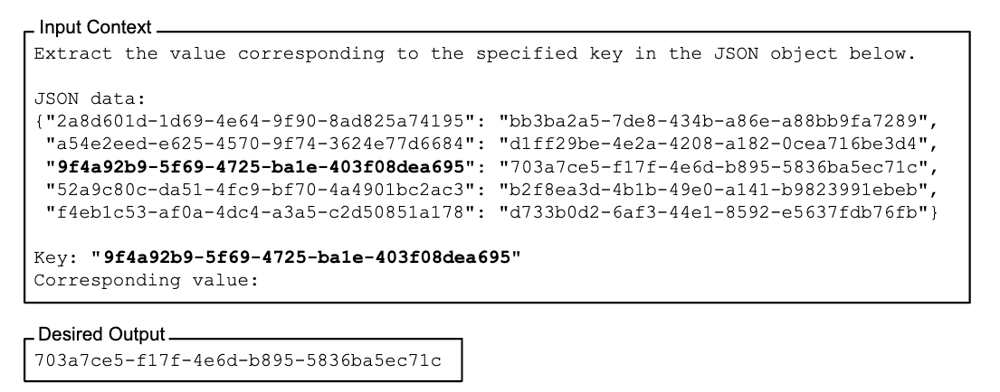 Input Context
Extract the value corresponding to the specified key in the JSON object below.
JSON data:
{"2a8d601d-1d69-4e64-9f90-8ad825a74195": "bb3ba2a5-7de8-434b-a86e-a88bb9fa7289",
"a54e2eed-e625-4570-9f74-3624e77d6684": "d1ff29be-4e2a-4208-a182-0cea716be3d4",
"9f4a92b9-5f69-4725-ba1e-403f08dea695": "703a7ce5-f17f-4e6d-b895-5836ba5ec71c",
"52a9c80c-da51-4fc9-bf70-4a4901bc2ac3": "b2f8ea3d-4b1b-49e0-a141-b9823991ebeb",
"f4eb1c53-af0a-4dc4-a3a5-c2d50851a178": "d733b0d2-6af3-44e1-8592-e5637fdb76fb"}
Key: "9f4a92b9-5f69-4725-ba1e-403f08dea695"
Corresponding value:
Desired Output
703a7ce5-f17f-4e6d-b895-5836ba5ec71c